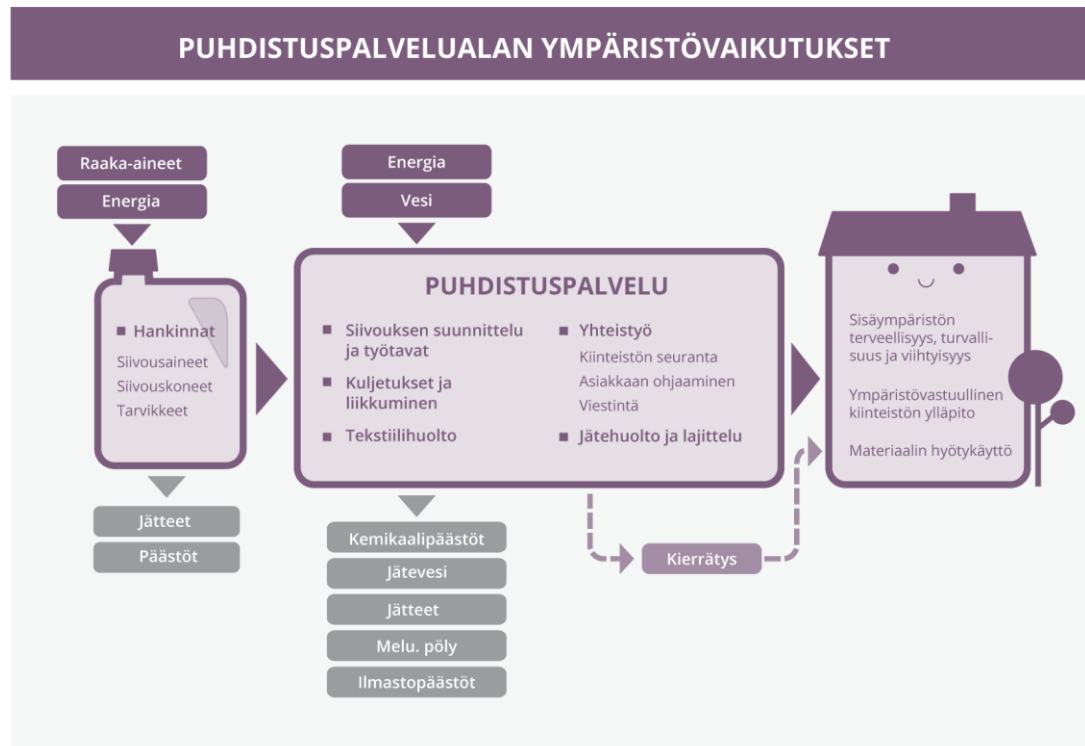 PUHDISTUSPALVELUALAN YMPÄRISTÖVAIKUTUKSET
Raaka-aineet
Energia
Hankinnat
Siivousaineet
Siivouskoneet
Tarvikkeet
Jätteet
Päästöt
Energia
Vesi
PUHDISTUSPALVELU
Siivouksen suunnittelu
ja työtavat
Kuljetukset ja
liikkuminen
Tekstiilihuolto
Yhteistyö
Kiinteistön seuranta
Asiakkaan ohjaaminen
Viestintä
Jätehuolto ja lajittelu
Kemikaalipäästöt
Jätevesi
Jätteet
Melu. pöly
Ilmastopäästöt
Kierrätys
Sisäympäristön
terveellisyys, turvalli-
suus ja viihtyisyys
Ympäristövastuullinen
kiinteistön ylläpito
Materiaalin hyötykäyttö